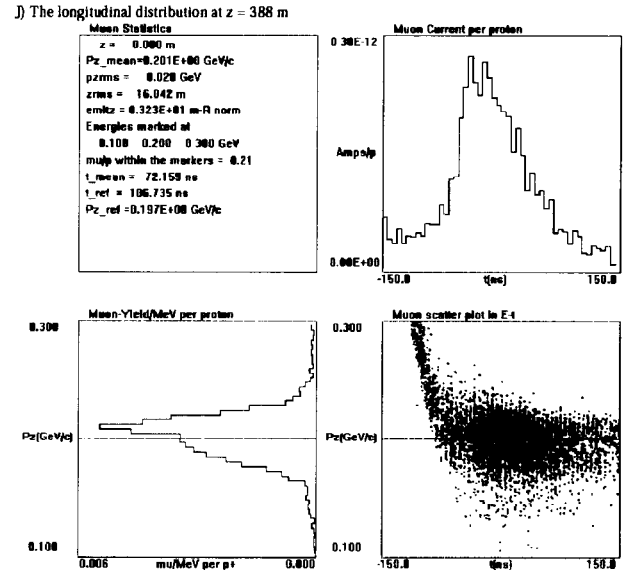 J) The longitudinal distribution at z = 388 m
Muon Statistics
z = 0.000 m
Pz_mean=0.201E+00 GeV/c
pzrms = 0.020 GeV
zrms = 16.042 m
emitz = 0.323E+01 m-R norm
Energies marked at
0.100 0.200 0.300 GeV
mu/p within the markers = 0.21
t_mean = 72.159 ns
t_ref = 106.735 ns
Pz_ref =0.197E+00 GeV/c
Muon Current per proton
0.30E-12
Amps/p
0.00E+00
-150.0 t(ns) 150.0
Muon-Yield/MeV per proton
0.300
Pz(GeV/c)
0.100
0.006 mu/MeV per p+ 0.000
Muon scatter plot in E-t
0.300
Pz(GeV/c)
0.100
-150.0 t(ns) 150.0